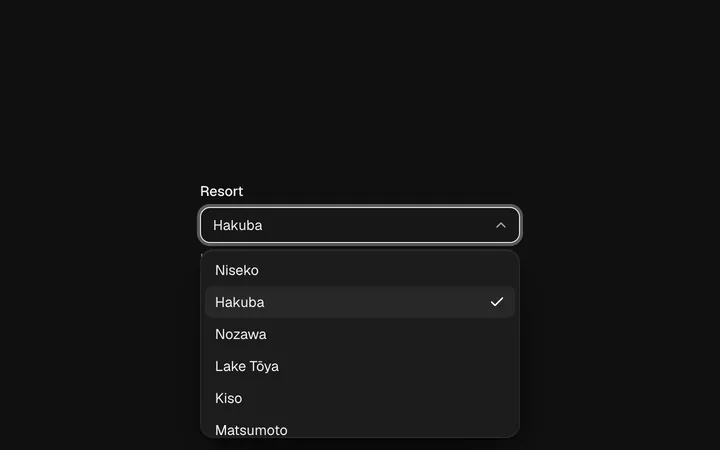 Resort
Hakuba
Niseko
Hakuba
Nozawa
Lake Tōya
Kiso
Matsumoto